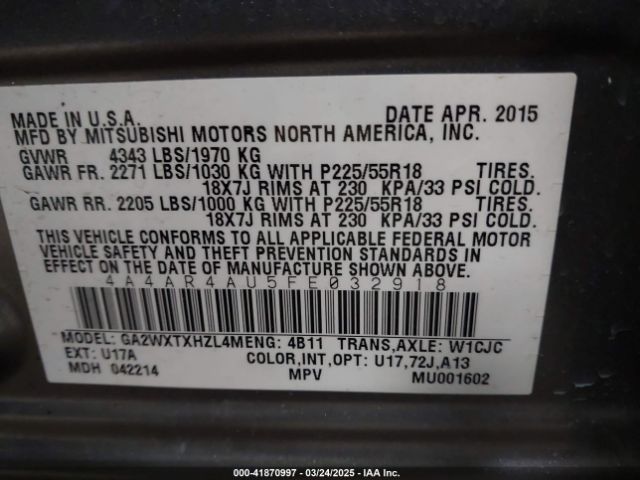 MADE IN U.S.A. DATE APR. 2015
MFD BY MITSUBISHI MOTORS NORTH AMERICA, INC.
GVWR 4343 LBS/1970 KG
GAWR FR. 2271 LBS/1030 KG WITH P225/55R18 TIRES.
18X7J RIMS AT 230 KPA/33 PSI COLD.
GAWR RR. 2205 LBS/1000 KG WITH P225/55R18 TIRES.
18X7J RIMS AT 230 KPA/33 PSI COLD.
THIS VEHICLE CONFORMS TO ALL APPLICABLE FEDERAL MOTOR
VEHICLE SAFETY AND THEFT PREVENTION STANDARDS IN
EFFECT ON THE DATE OF MANUFACTURE SHOWN ABOVE.
4A4AR4AU5FE032918
MODEL: GA2WXTXHZL4MENG: 4B11 TRANS,AXLE: W1CJC
EXT: U17A COLOR,INT,OPT: U17,72J,A13
MDH 042214 MPV MU001602
000-41870997 - 03/24/2025 - IAA Inc.